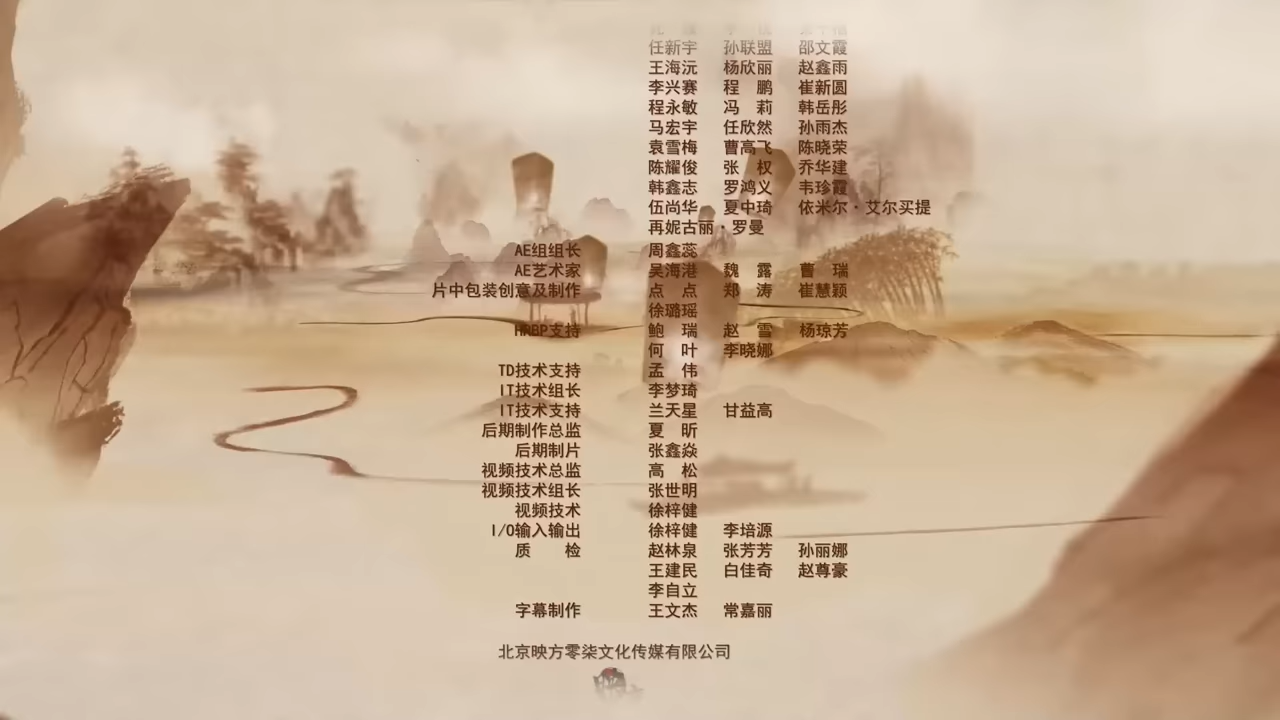 任新宇 孙联盟 邵文霞
王海沅 杨欣丽 赵鑫雨
李兴赛 程 鹏 崔新圆
程永敏 冯 莉 韩岳彤
马宏宇 任欣然 孙雨杰
袁雪梅 曹高飞 陈晓荣
陈耀俊 张 权 乔华建
韩鑫志 罗鸿义 韦珍霞
伍尚华 夏中琦 依米尔·艾尔买提
再妮古丽·罗曼
AE组组长 周鑫蕊
AE艺术家 吴海港 魏 露 曹 瑞
片中包装创意及制作 点 点 郑 涛 崔慧颖
徐璐瑶
HRBP支持 鲍 瑞 赵 雪 杨琼芳
何 叶 李晓娜
TD技术支持 孟 伟
IT技术组长 李梦琦
IT技术支持 兰天星 甘益高
后期制作总监 夏 昕
后期制片 张鑫焱
视频技术总监 高 松
视频技术组长 张世明
视频技术 徐梓健
I/O输入输出 徐梓健 李培源
质 检 赵林泉 张芳芳 孙丽娜
王建民 白佳奇 赵尊豪
李自立
字幕制作 王文杰 常嘉丽
北京映方零柒文化传媒有限公司